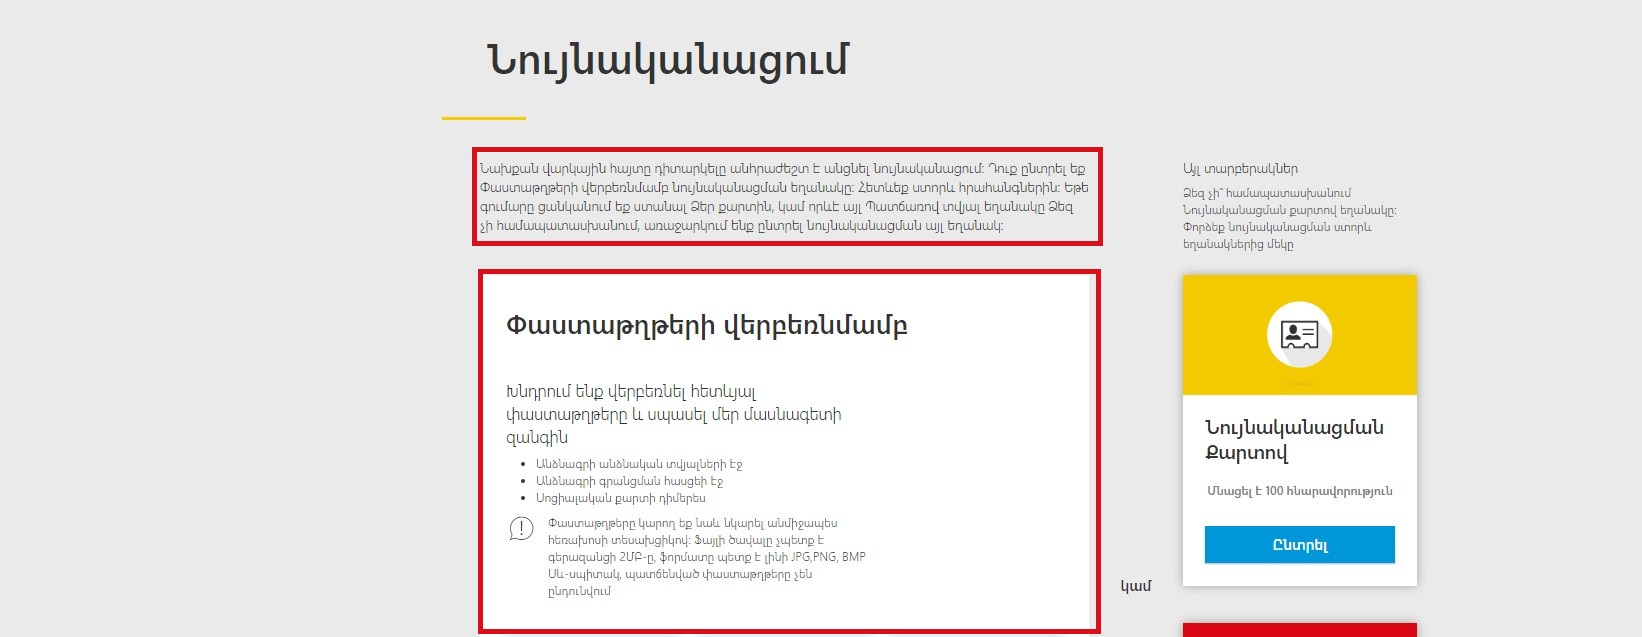 Նույնականացում
Նախքան վարկային հայտը դիտարկելը անհրաժեշտ է անցնել նույնականացում: Դուք ընտրել եք
Փաստաթղթերի վերբեռնմամբ նույնականացման եղանակը: Հետևեք ստորև հրահանգներին: Եթե
գումարը ցանկանում եք ստանալ Ձեր քարտին, կամ որևէ այլ Պատճառով տվյալ եղանակը Ձեզ
չի համապատասխանում, առաջարկում ենք ընտրել նույնականացման այլ եղանակ:
Փաստաթղթերի վերբեռնմամբ
Խնդրում ենք վերբեռնել հետևյալ
փաստաթղթերը և սպասել մեր մասնագետի
զանգին
• Անձնագրի անձնական տվյալների էջ
• Անձնագրի գրանցման հասցեի էջ
• Սոցիալական քարտի դիմերես
Փաստաթղթերը կարող եք նաև նկարել անմիջապես
հեռախոսի տեսախցիկով: Ֆայլի ծավալը չպետք է
գերազանցի 2ՄԲ-ը, ֆորմատը պետք է լինի JPG,PNG, BMP
Սև-սպիտակ, պատճենված փաստաթղթերը չեն
ընդունվում
կամ
Այլ տարբերակներ
Ձեզ չի՞ համապատասխանում
Նույնականացման քարտով եղանակը:
Փորձեք նույնականացման ստորև
եղանակներից մեկը
Նույնականացման
Քարտով
Մնացել է 100 հնարավորություն
Ընտրել